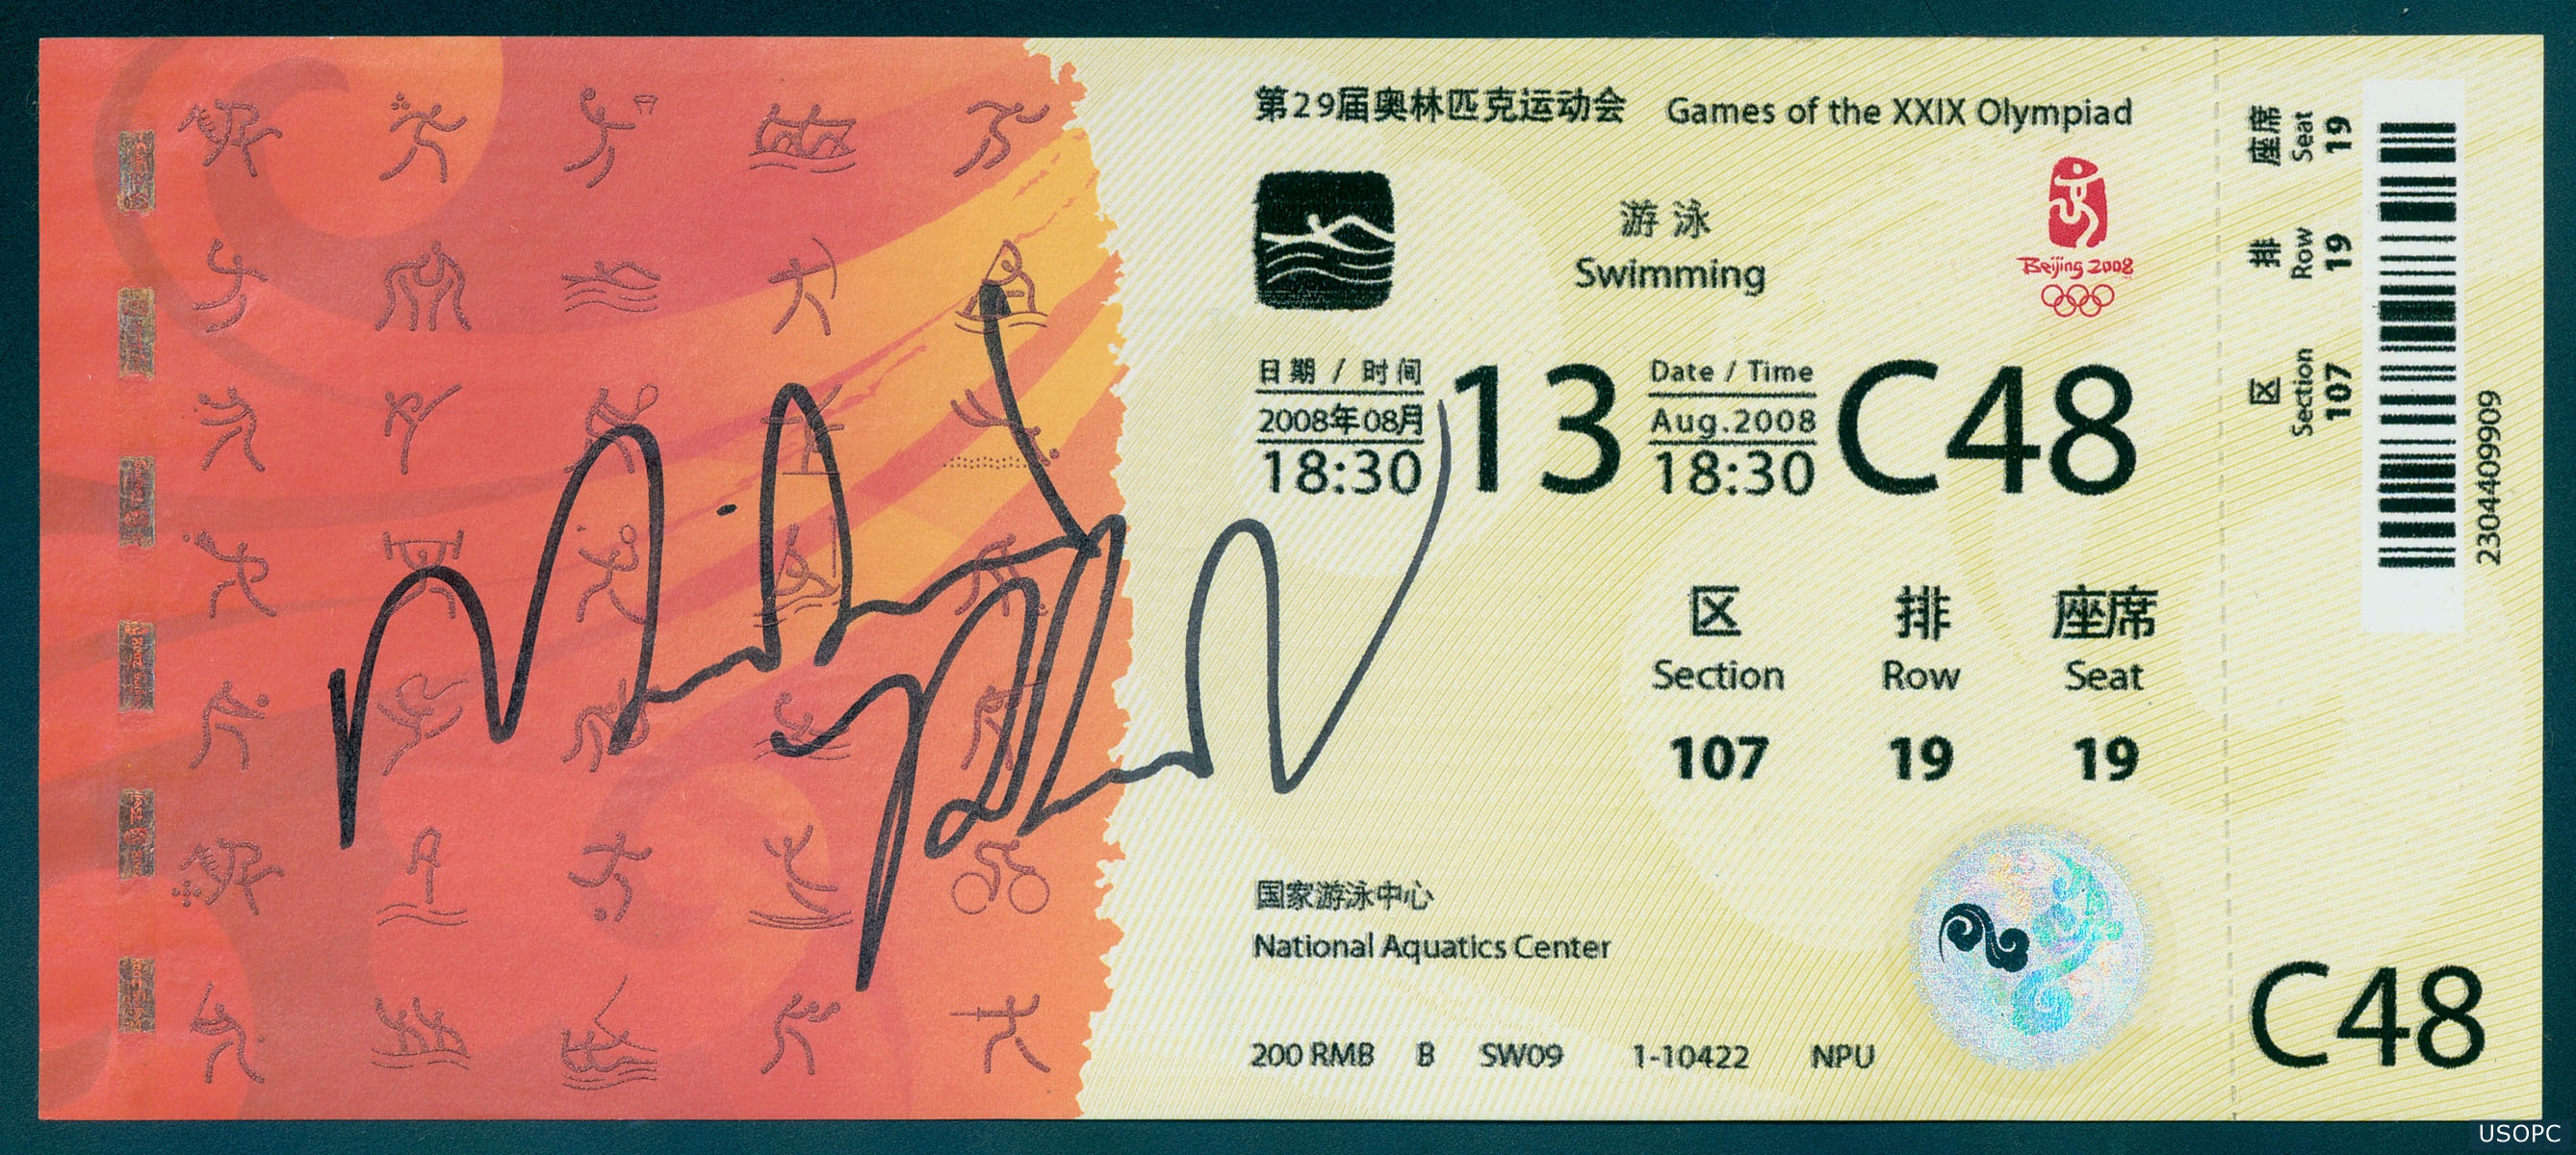 第29届奥林匹克运动会 Games of the XXIX Olympiad
游泳
Swimming
Beijing 2008
日期 / 时间
2008年08月
18:30
13
Date / Time
Aug.2008
18:30
C48
区 排 座席
Section Row Seat
107 19 19
国家游泳中心
National Aquatics Center
200 RMB B SW09 1-10422 NPU
座席 Seat 19
排 Row 19
区 Section 107
2304409909
C48
USOPC